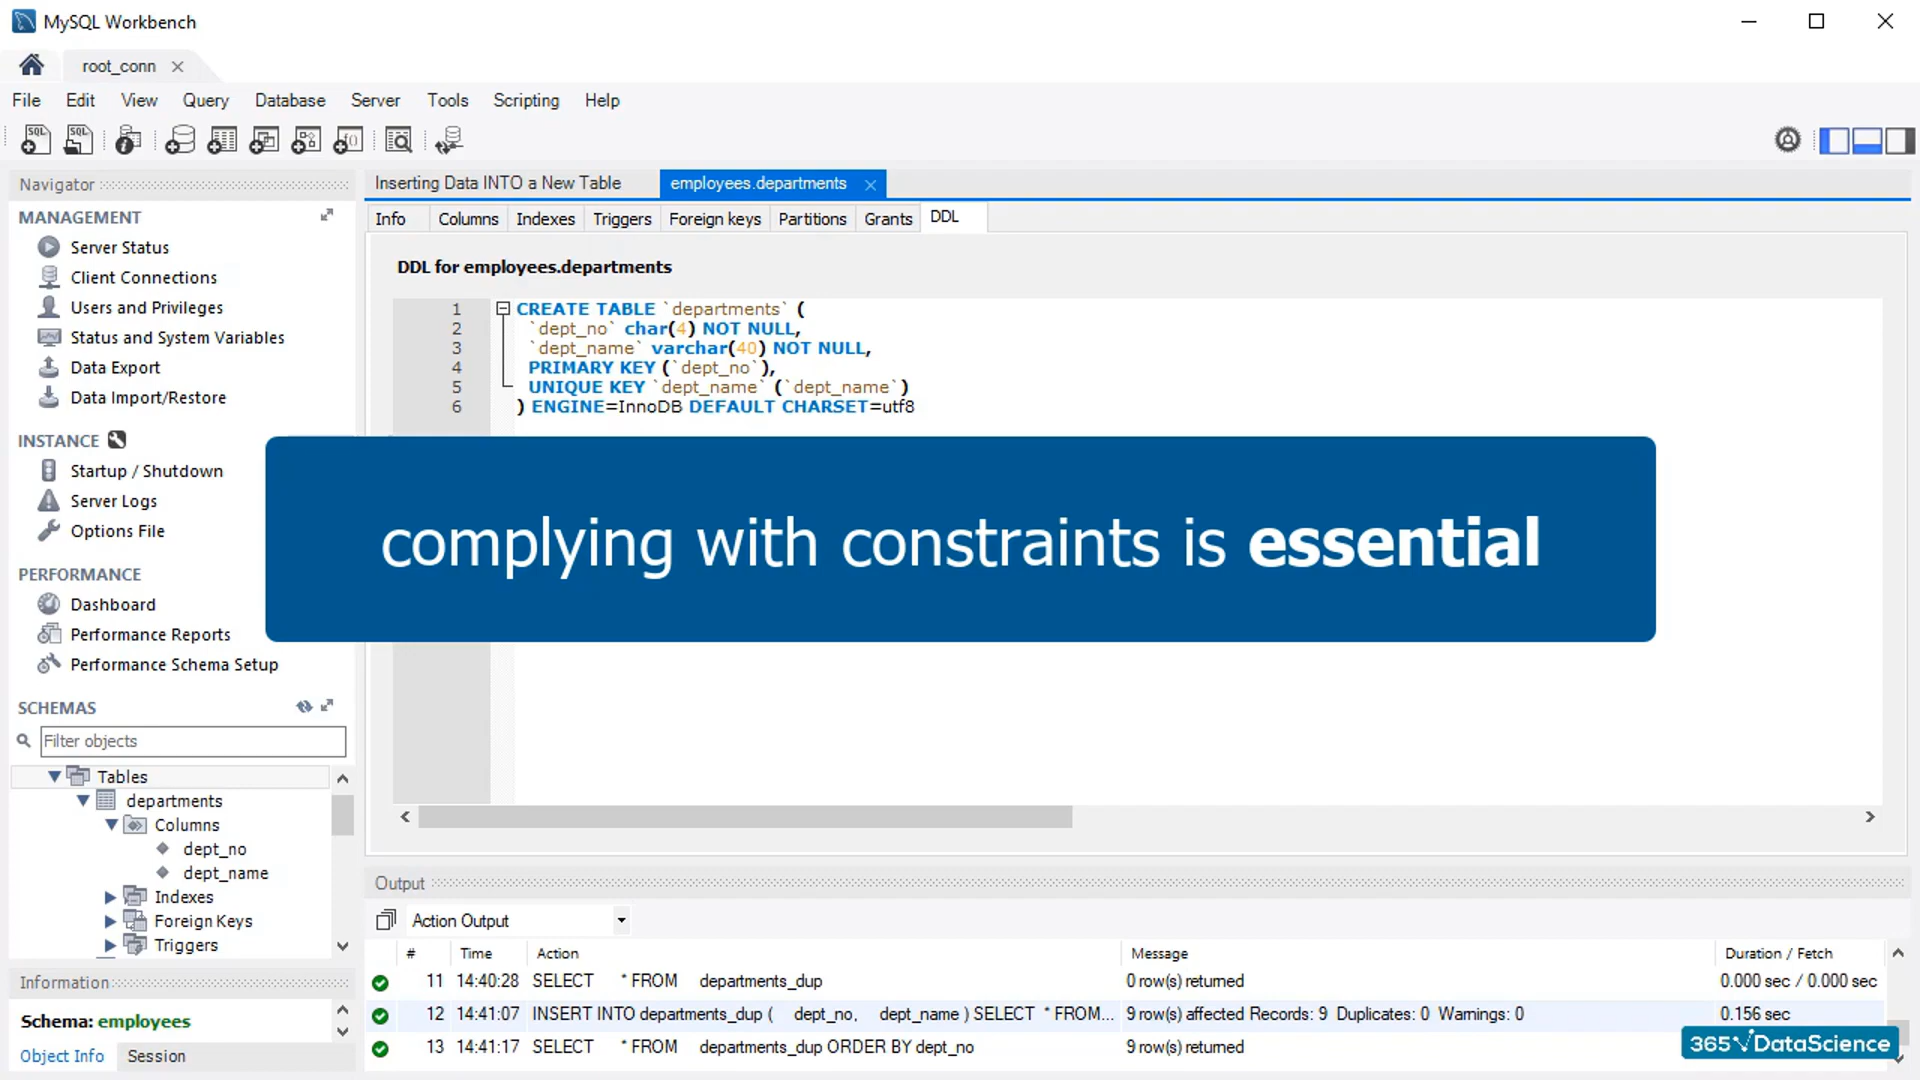 MySQL Workbench
root_conn
File Edit View Query Database Server Tools Scripting Help
Navigator
MANAGEMENT
Server Status
Client Connections
Users and Privileges
Status and System Variables
Data Export
Data Import/Restore
INSTANCE
Startup / Shutdown
Server Logs
Options File
PERFORMANCE
Dashboard
Performance Reports
Performance Schema Setup
SCHEMAS
Filter objects
Tables
departments
Columns
dept_no
dept_name
Indexes
Foreign Keys
Triggers
Information
Schema: employees
Object Info Session
Inserting Data INTO a New Table employees.departments
Info Columns Indexes Triggers Foreign keys Partitions Grants DDL
DDL for employees.departments
1 CREATE TABLE `departments` (
2 `dept_no` char(4) NOT NULL,
3 `dept_name` varchar(40) NOT NULL,
4 PRIMARY KEY (`dept_no`),
5 UNIQUE KEY `dept_name` (`dept_name`)
6 ) ENGINE=InnoDB DEFAULT CHARSET=utf8
complying with constraints is essential
Output
Action Output
# Time Action Message Duration / Fetch
11 14:40:28 SELECT * FROM departments_dup 0 row(s) returned 0.000 sec / 0.000 sec
12 14:41:07 INSERT INTO departments_dup ( dept_no, dept_name ) SELECT * FROM... 9 row(s) affected Records: 9 Duplicates: 0 Warnings: 0 0.156 sec
13 14:41:17 SELECT * FROM departments_dup ORDER BY dept_no 9 row(s) returned
365√DataScience